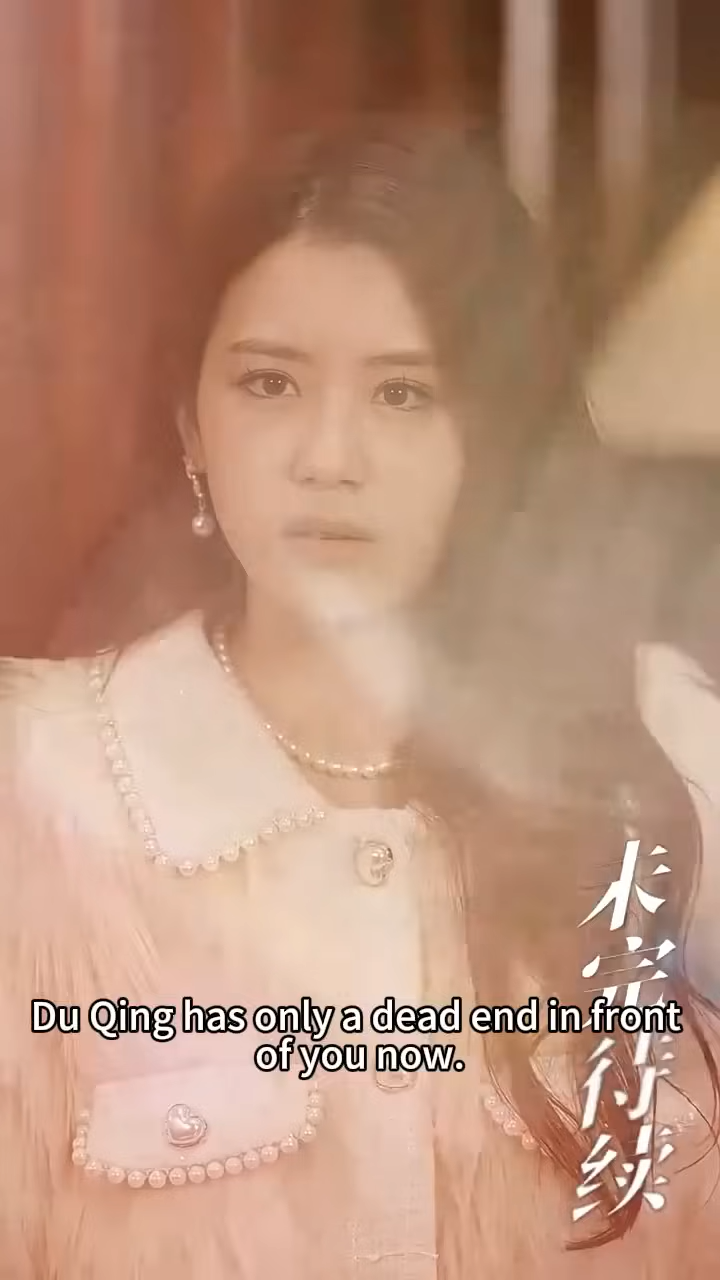 Du Qing has only a dead end in front
of you now.
未完待续